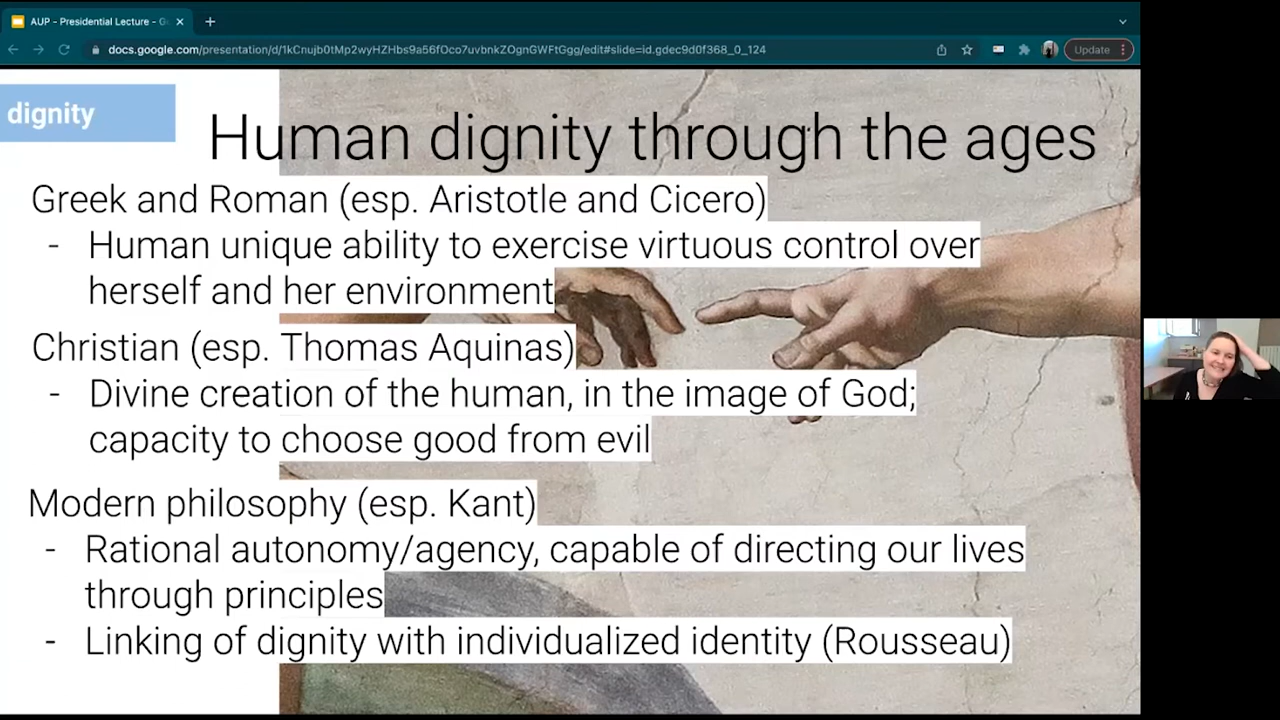 AUP - Presidential Lecture - G
docs.google.com/presentation/d/1kCnujb0tMp2wyHZHbs9a56fOco7uvbnkZOgnGWFtGgg/edit#slide=id.gdec9d0f368_0_124
Update
dignity
Human dignity through the ages
Greek and Roman (esp. Aristotle and Cicero)
- Human unique ability to exercise virtuous control over
herself and her environment
Christian (esp. Thomas Aquinas)
- Divine creation of the human, in the image of God;
capacity to choose good from evil
Modern philosophy (esp. Kant)
- Rational autonomy/agency, capable of directing our lives
through principles
- Linking of dignity with individualized identity (Rousseau)